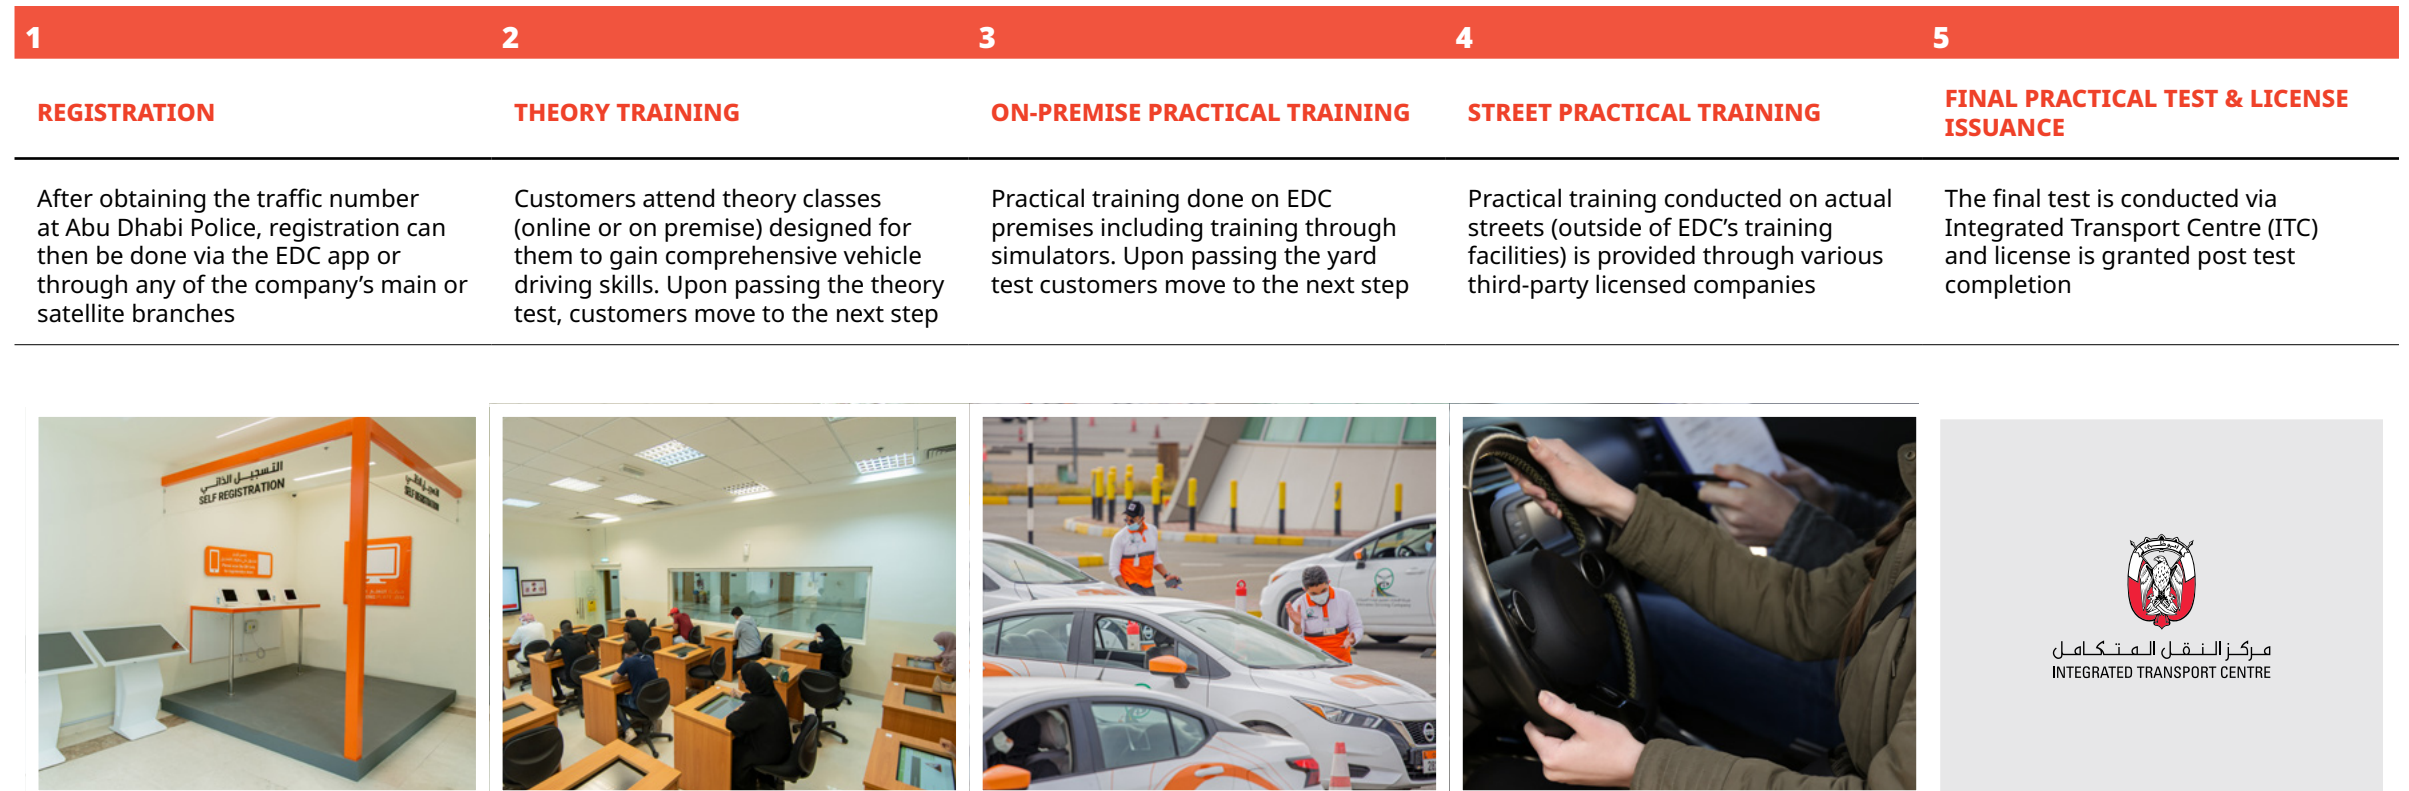 1
2
3
4
5
REGISTRATION
THEORY TRAINING
ON-PREMISE PRACTICAL TRAINING
STREET PRACTICAL TRAINING
FINAL PRACTICAL TEST & LICENSE
ISSUANCE
After obtaining the traffic number
at Abu Dhabi Police, registration can
then be done via the EDC app or
through any of the company’s main or
satellite branches
Customers attend theory classes
(online or on premise) designed for
them to gain comprehensive vehicle
driving skills. Upon passing the theory
test, customers move to the next step
Practical training done on EDC
premises including training through
simulators. Upon passing the yard
test customers move to the next step
Practical training conducted on actual
streets (outside of EDC’s training
facilities) is provided through various
third-party licensed companies
The final test is conducted via
Integrated Transport Centre (ITC)
and license is granted post test
completion
التسجيل الذاتي
SELF REGISTRATION
التسجيل الذاتي
SELF REGISTRATION
مركز النقل المتكامل
INTEGRATED TRANSPORT CENTRE